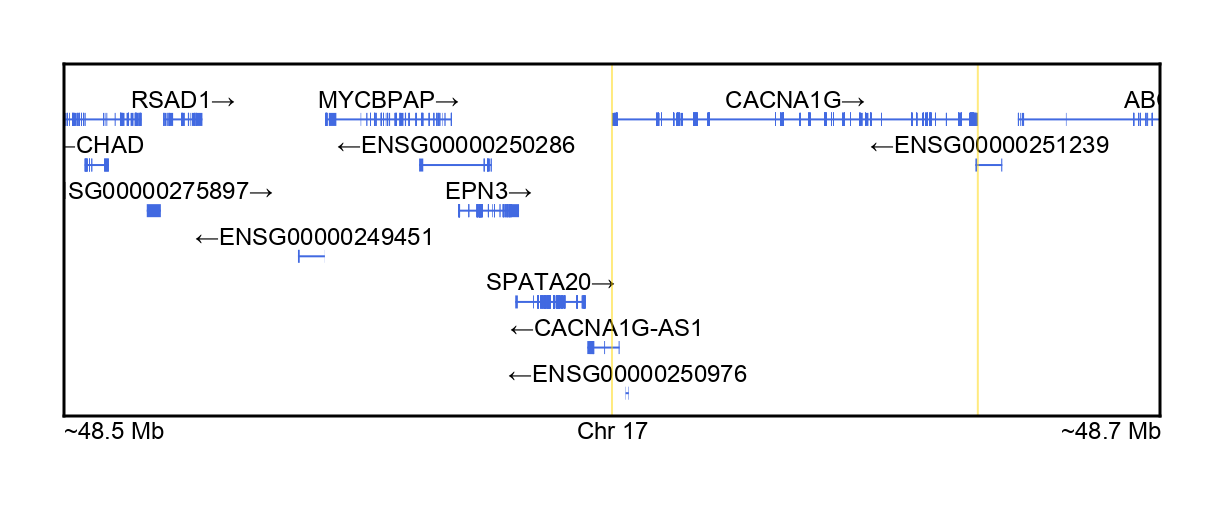 RSAD1→ MYCBPAP→ CACNA1G→ AB
←CHAD ←ENSG00000250286 ←ENSG00000251239
SG00000275897→ EPN3→
←ENSG00000249451
SPATA20→
←CACNA1G-AS1
←ENSG00000250976
~48.5 Mb Chr 17 ~48.7 Mb